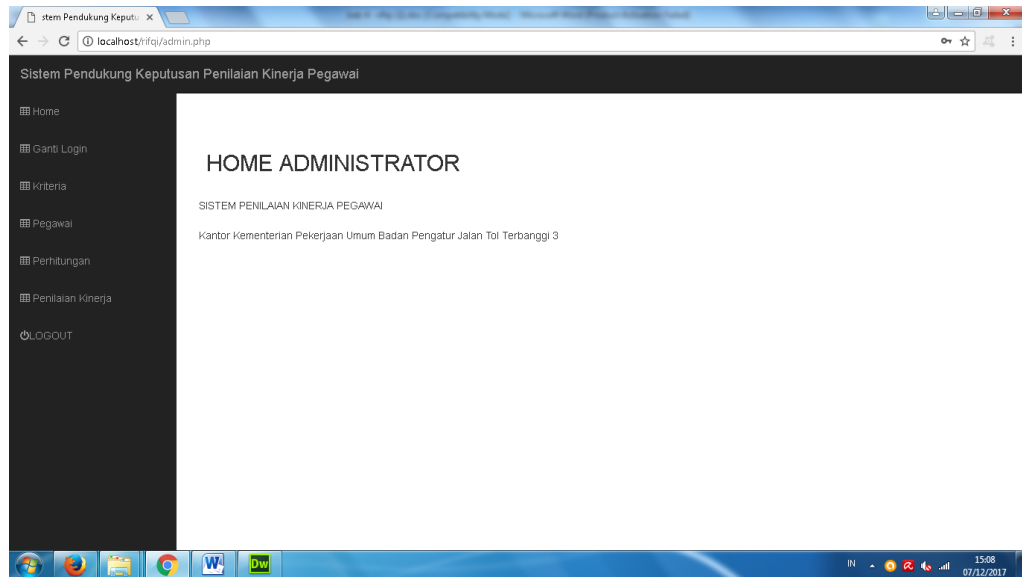 stem Pendukung Keputu
localhost/rifqi/admin.php
Sistem Pendukung Keputusan Penilaian Kinerja Pegawai
Home
Ganti Login
Kriteria
Pegawai
Perhitungan
Penilaian Kinerja
LOGOUT
HOME ADMINISTRATOR
SISTEM PENILAIAN KINERJA PEGAWAI
Kantor Kementerian Pekerjaan Umum Badan Pengatur Jalan Tol Terbanggi 3
W
Dw
IN
15:08
07/12/2017